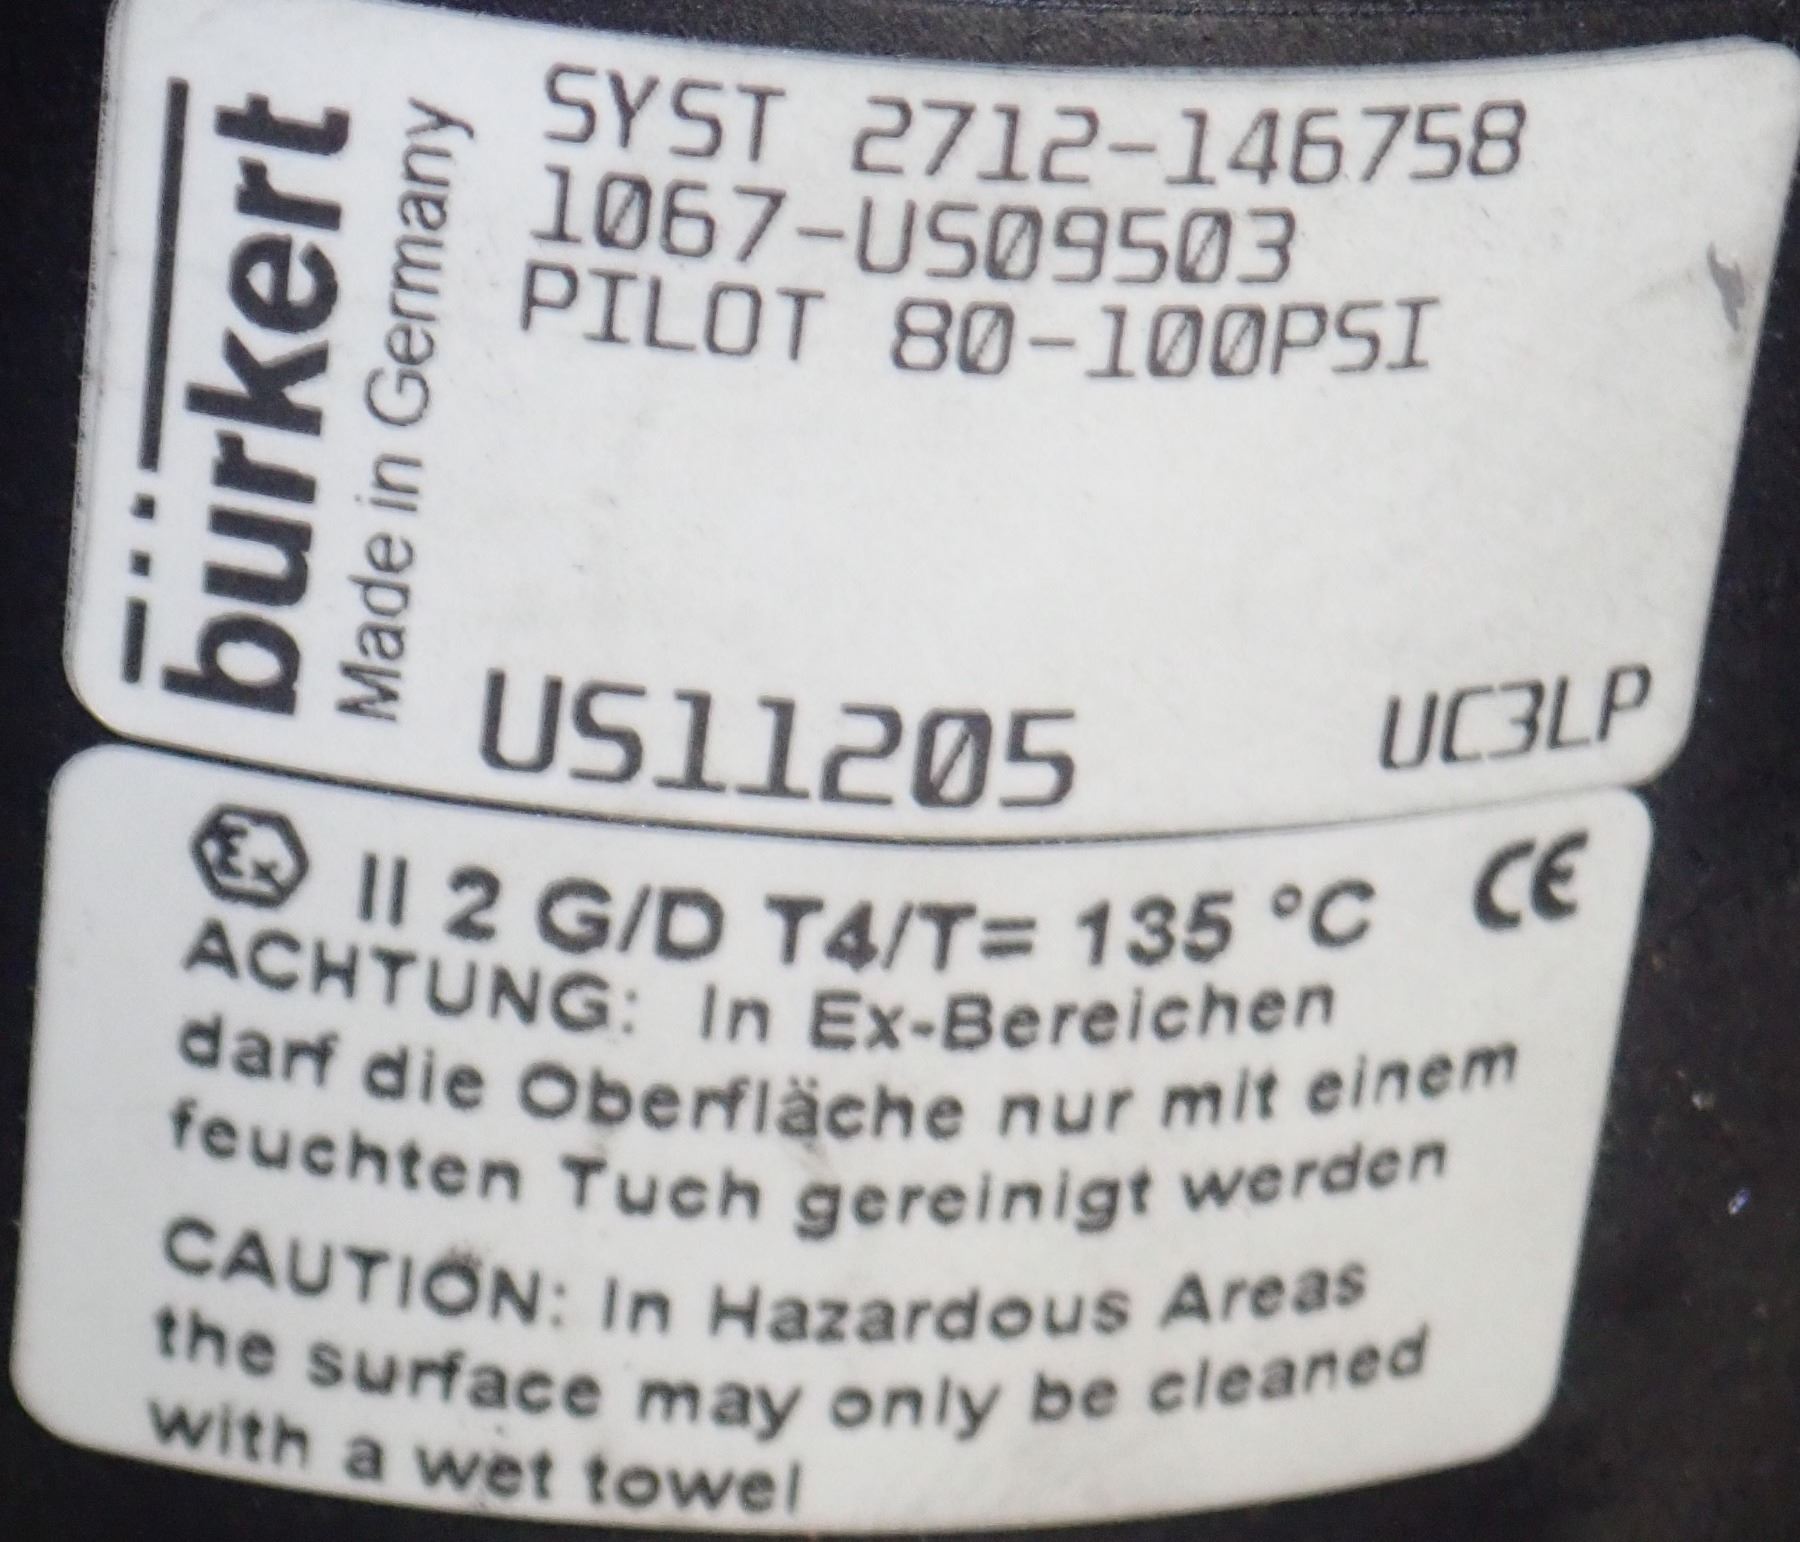 bürkert
Made in Germany
SYST 2712-146758
1067-US09503
PILOT 80-100PSI
US11205
UC3LP
Ex II 2 G/D T4/T= 135 °C CE
ACHTUNG: In Ex-Bereichen
darf die Oberfläche nur mit einem
feuchten Tuch gereinigt werden
CAUTION: In Hazardous Areas
the surface may only be cleaned
with a wet towel